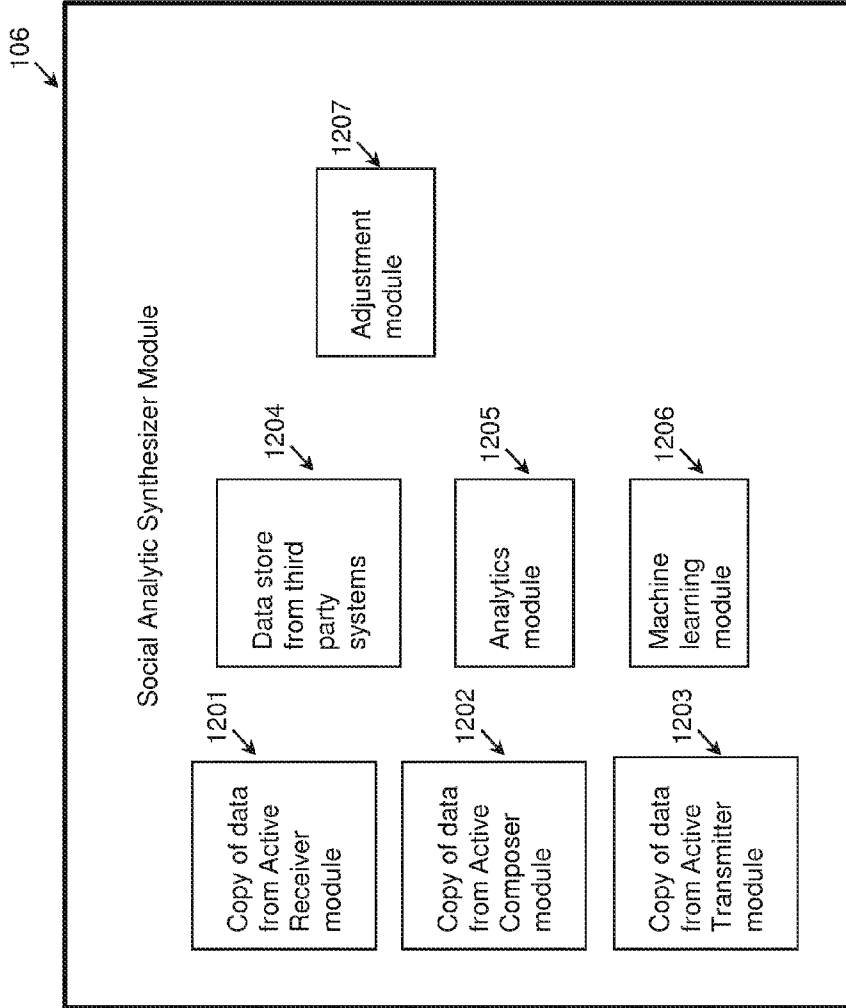 106
Social Analytic Synthesizer Module
1201
Copy of data
from Active
Receiver
module
1202
Copy of data
from Active
Composer
module
1203
Copy of data
from Active
Transmitter
module
1204
Data store
from third
party
systems
1205
Analytics
module
1206
Machine
learning
module
1207
Adjustment
module